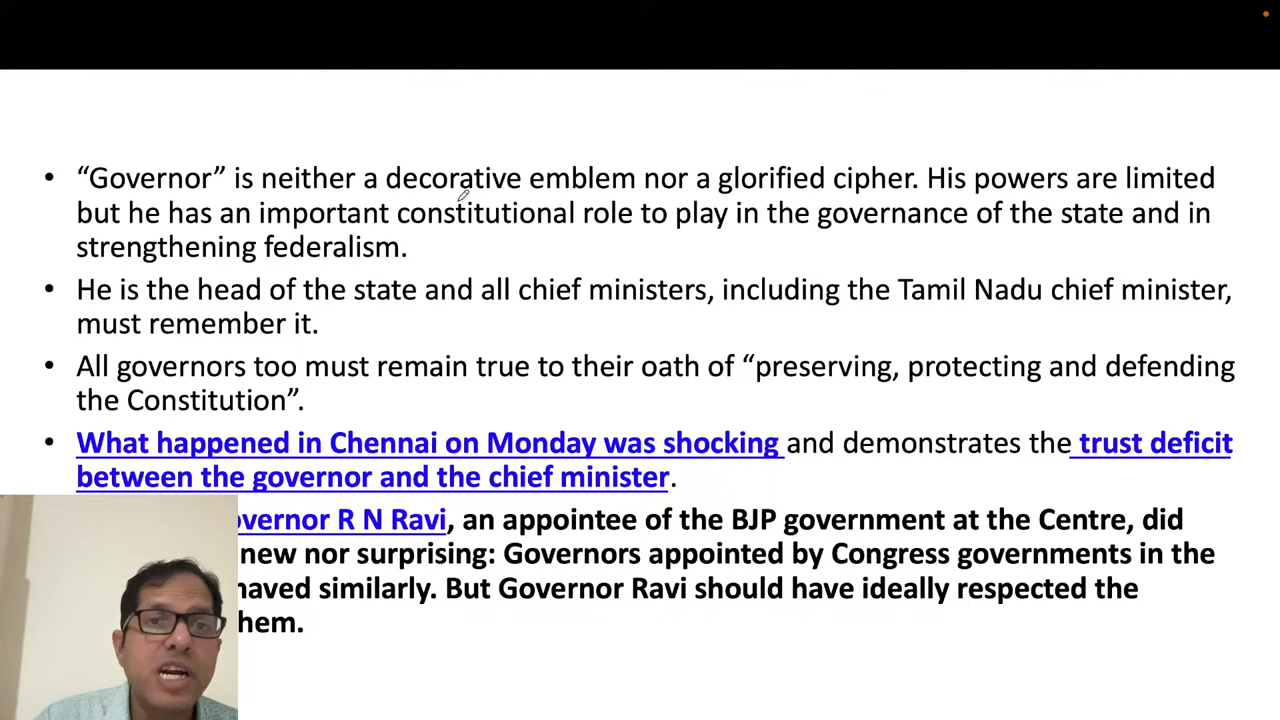 • “Governor” is neither a decorative emblem nor a glorified cipher. His powers are limited
but he has an important constitutional role to play in the governance of the state and in
strengthening federalism.
• He is the head of the state and all chief ministers, including the Tamil Nadu chief minister,
must remember it.
• All governors too must remain true to their oath of “preserving, protecting and defending
the Constitution”.
• What happened in Chennai on Monday was shocking and demonstrates the trust deficit
between the governor and the chief minister.
R N Ravi, an appointee of the BJP government at the Centre, did
new nor surprising: Governors appointed by Congress governments in the
similarly. But Governor Ravi should have ideally respected the